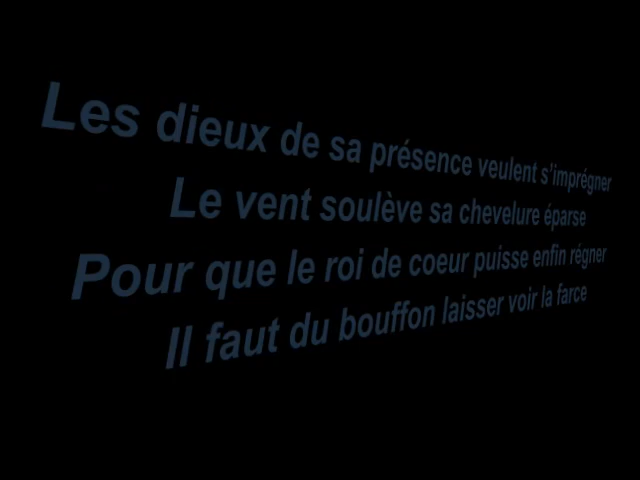 Les dieux de sa présence veulent s'imprégner
Le vent soulève sa chevelure éparse
Pour que le roi de coeur puisse enfin régner
Il faut du bouffon laisser voir la farce